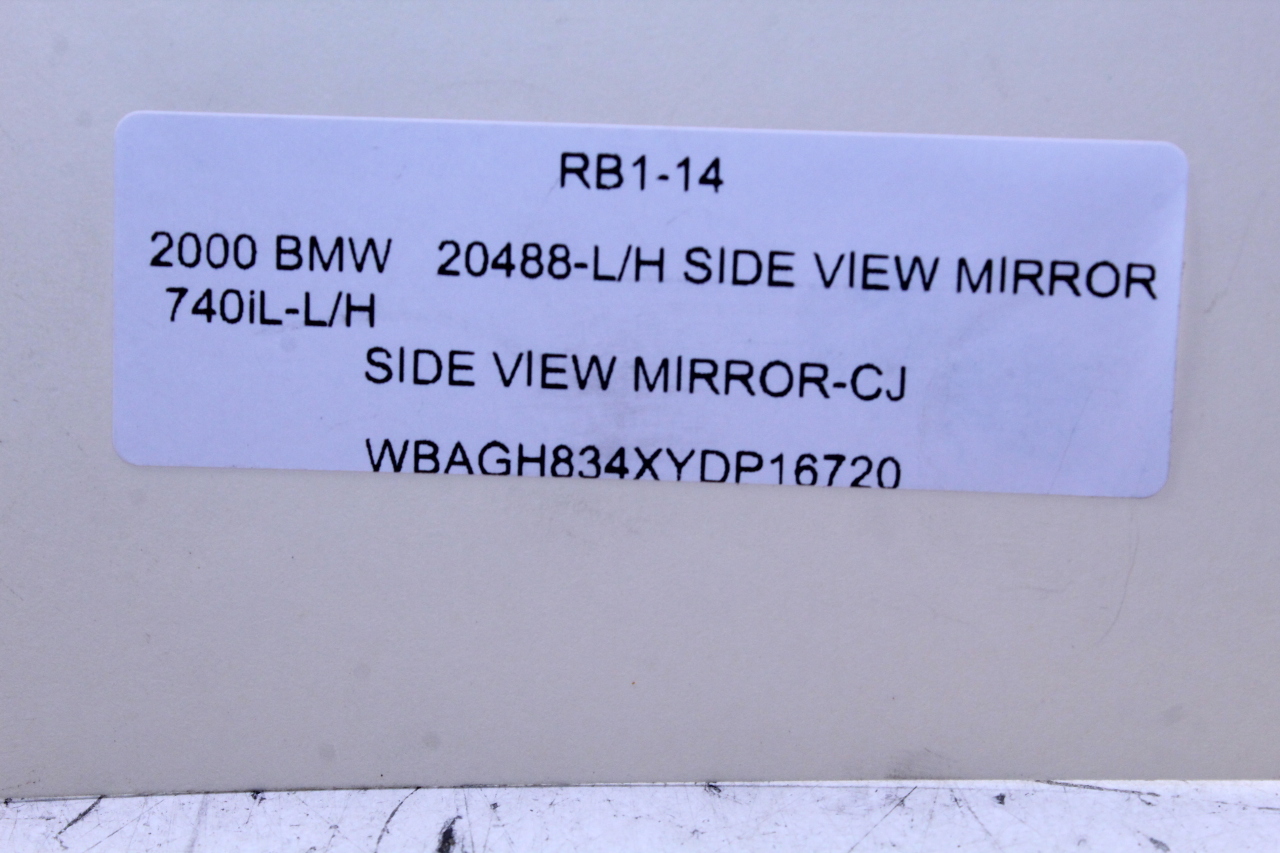 RB1-14
2000 BMW 20488-L/H SIDE VIEW MIRROR
740iL-L/H
SIDE VIEW MIRROR-CJ
WBAGH834XYDP16720